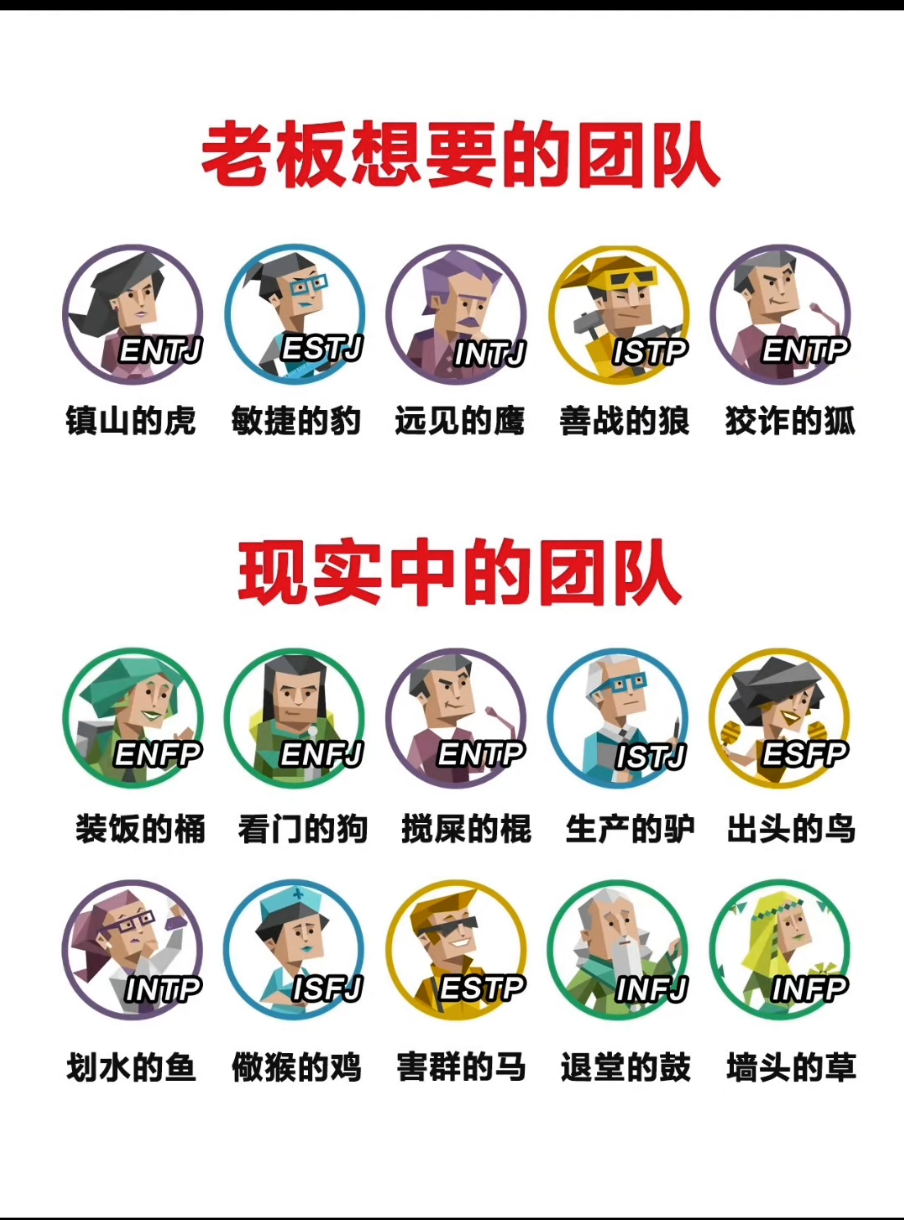 老板想要的团队
ENTJ ESTJ INTJ ISTP ENTP
镇山的虎 敏捷的豹 远见的鹰 善战的狼 狡诈的狐
现实中的团队
ENFP ENFJ ENTP ISTJ ESFP
装饭的桶 看门的狗 搅屎的棍 生产的驴 出头的鸟
INTP ISFJ ESTP INFJ INFP
划水的鱼 儆猴的鸡 害群的马 退堂的鼓 墙头的草